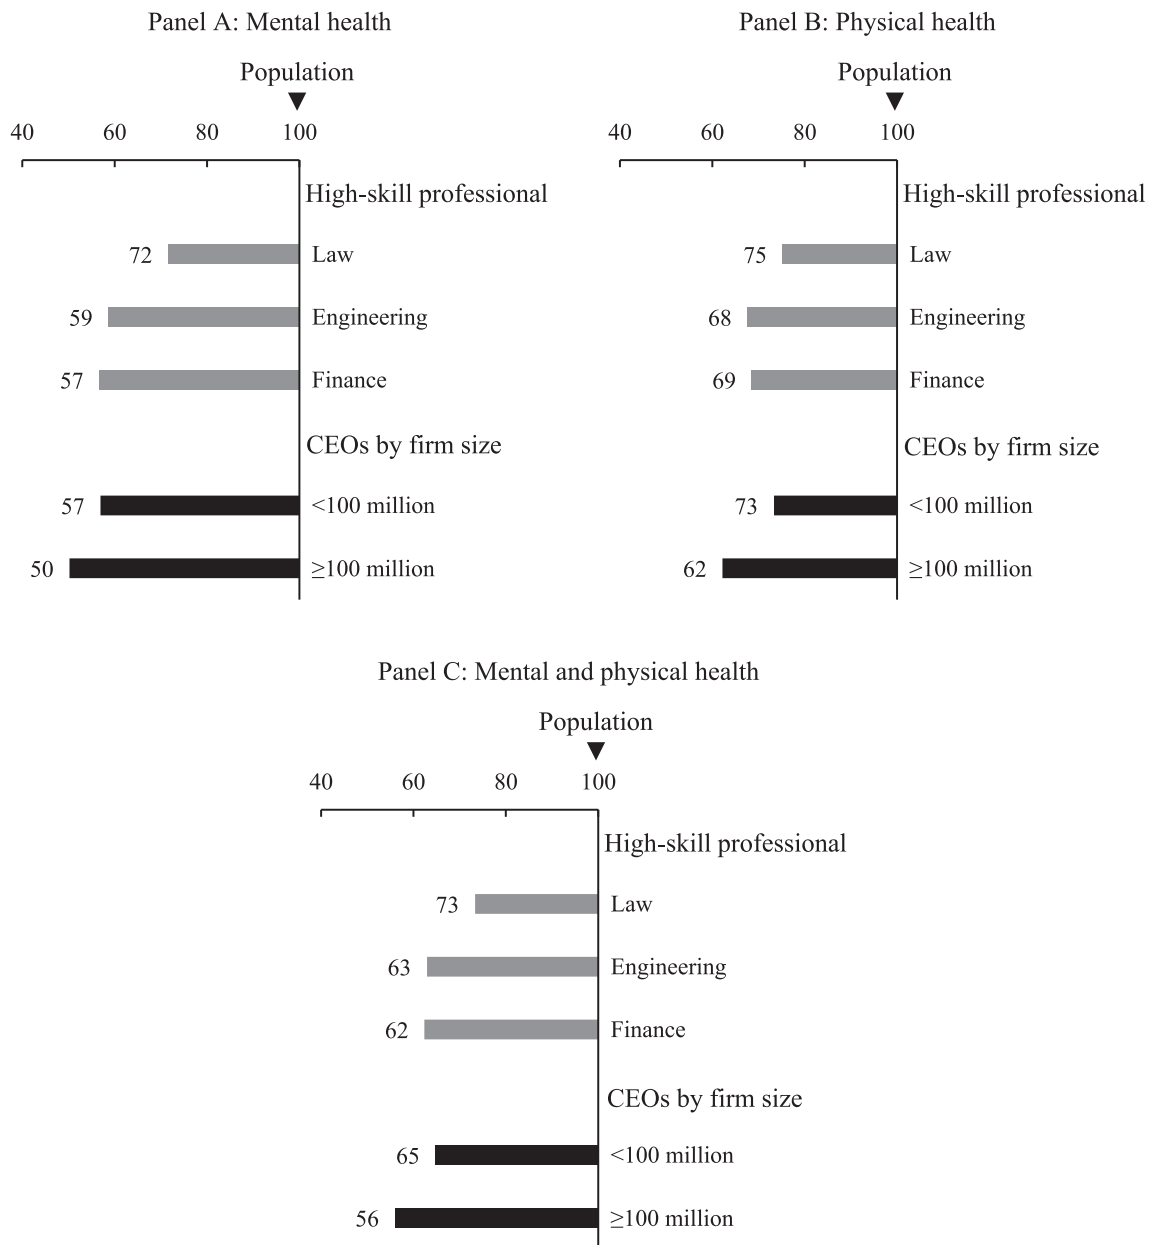 Panel A: Mental health
Population
40 60 80 100
High-skill professional
72 Law
59 Engineering
57 Finance
CEOs by firm size
57 <100 million
50 ≥100 million
Panel B: Physical health
Population
40 60 80 100
High-skill professional
75 Law
68 Engineering
69 Finance
CEOs by firm size
73 <100 million
62 ≥100 million
Panel C: Mental and physical health
Population
40 60 80 100
High-skill professional
73 Law
63 Engineering
62 Finance
CEOs by firm size
65 <100 million
56 ≥100 million